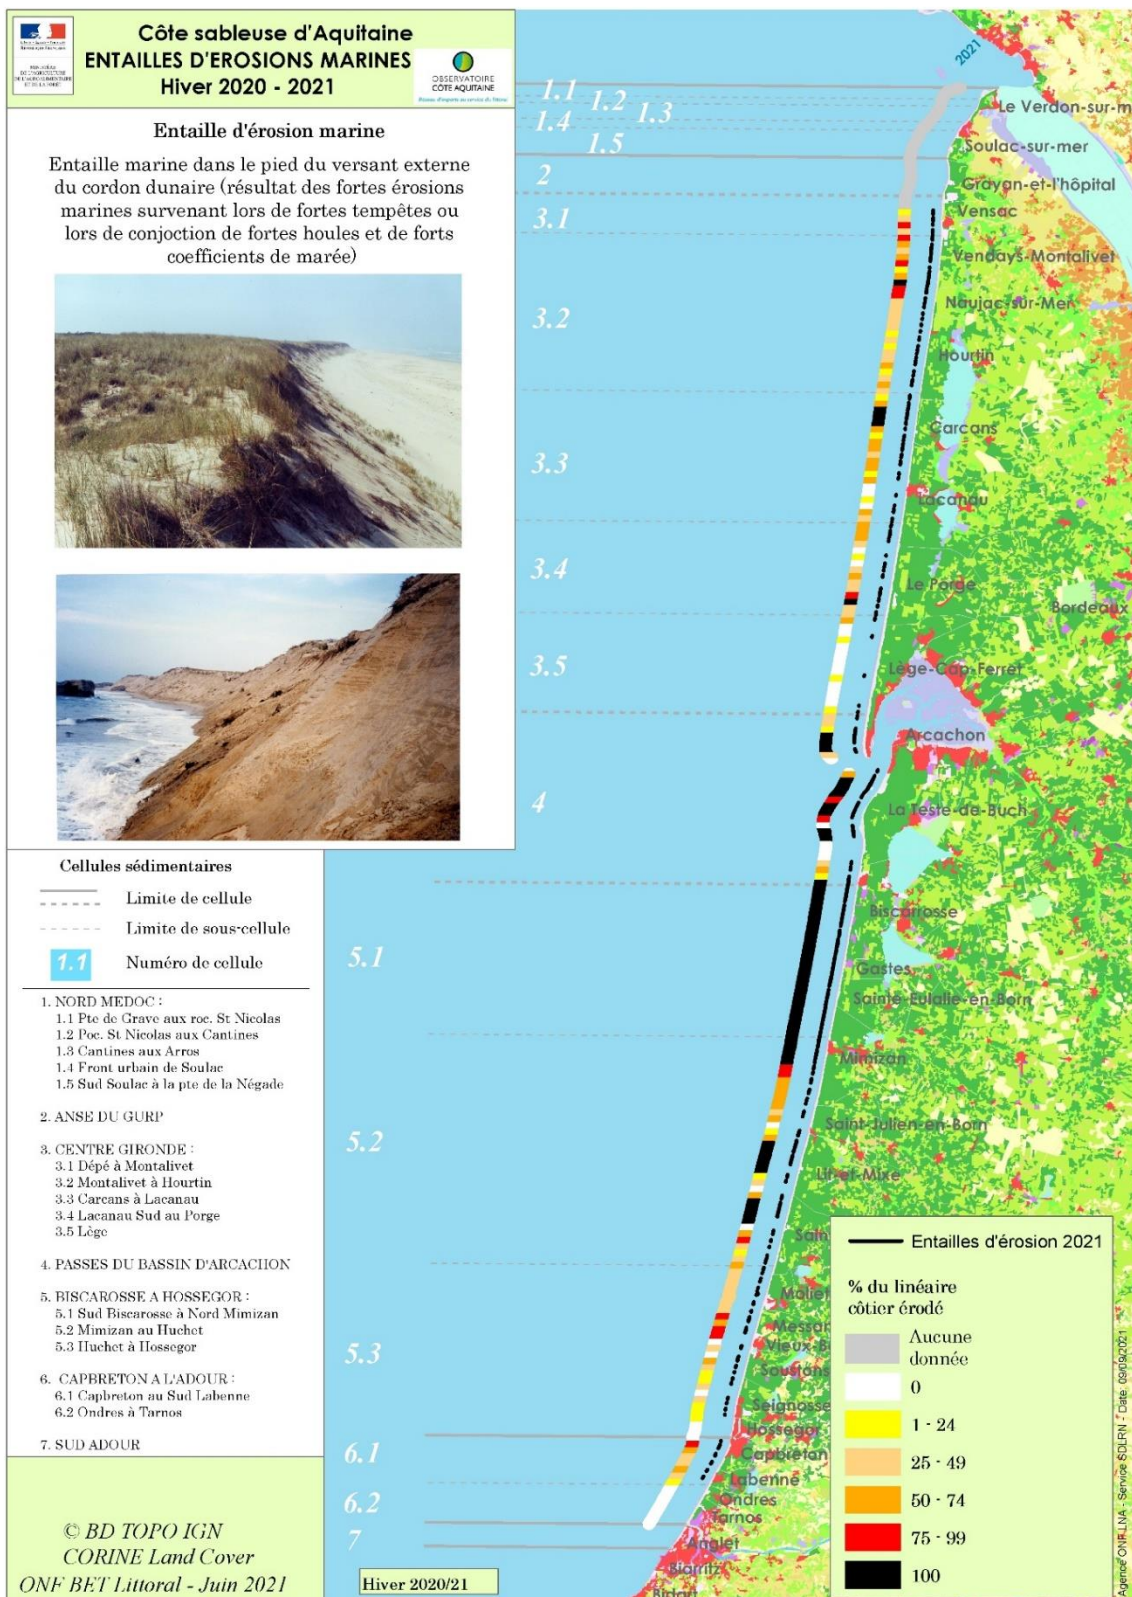 Côte sableuse d'Aquitaine
ENTAILLES D'EROSIONS MARINES
Hiver 2020 - 2021
OBSERVATOIRE
CÔTE AQUITAINE
Entaille d'érosion marine
Entaille marine dans le pied du versant externe
du cordon dunaire (résultat des fortes érosions
marines survenant lors de fortes tempêtes ou
lors de conjoction de fortes houles et de forts
coefficients de marée)
Cellules sédimentaires
Limite de cellule
Limite de sous-cellule
1.1 Numéro de cellule
1. NORD MEDOC :
1.1 Pte de Grave aux roc. St Nicolas
1.2 Poc. St Nicolas aux Cantines
1.3 Cantines aux Arros
1.4 Front urbain de Soulac
1.5 Sud Soulac à la pte de la Négade
2. ANSE DU GURP
3. CENTRE GIRONDE :
3.1 Dépé à Montalivet
3.2 Montalivet à Hourtin
3.3 Carcans à Lacanau
3.4 Lacanau Sud au Porge
3.5 Lège
4. PASSES DU BASSIN D'ARCACHON
5. BISCAROSSE A HOSSEGOR :
5.1 Sud Biscarosse à Nord Mimizan
5.2 Mimizan au Huchet
5.3 Huchet à Hossegor
6. CAPBRETON A L'ADOUR :
6.1 Capbreton au Sud Labenne
6.2 Ondres à Tarnos
7. SUD ADOUR
© BD TOPO IGN
CORINE Land Cover
ONF BET Littoral - Juin 2021
2021
1.1
1.2
1.3
1.4
1.5
2
3.1
3.2
3.3
3.4
3.5
4
5.1
5.2
5.3
6.1
6.2
7
Le Verdon-sur-m
Soulac-sur-mer
Grayan-et-l'hôpital
Vensac
Vendays-Montalivet
Naujac-sur-Mer
Hourtin
Carcans
Lacanau
Le Porge
Bordeaux
Lège-Cap-Ferret
Arcachon
La Teste-de-Buch
Biscarrosse
Gastes
Sainte-Eulalie-en-Born
Mimizan
Saint-Julien-en-Born
Lit-et-Mixe
Sain
Moliet
Messan
Vieux-B
Soustons
Seignosse
Hossegor
Capbreton
Labenne
Ondres
Tarnos
Anglet
Biarritz
Bidart
Hiver 2020/21
Entailles d'érosion 2021
% du linéaire
côtier érodé
Aucune
donnée
0
1 - 24
25 - 49
50 - 74
75 - 99
100
Agence ONF LNA - Service SDLRN - Date: 09/09/2021